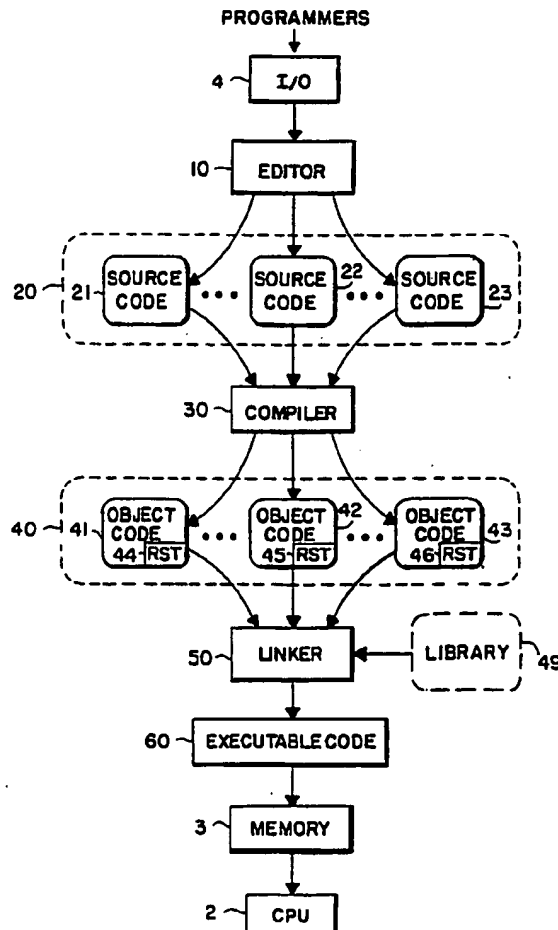 PROGRAMMERS
4 I/O
10 EDITOR
20 21 SOURCE CODE ••• 22 SOURCE CODE ••• SOURCE CODE 23
30 COMPILER
40 41 OBJECT CODE 44 RST ••• 42 OBJECT CODE 45 RST ••• 43 OBJECT CODE 46 RST
50 LINKER LIBRARY 49
60 EXECUTABLE CODE
3 MEMORY
2 CPU